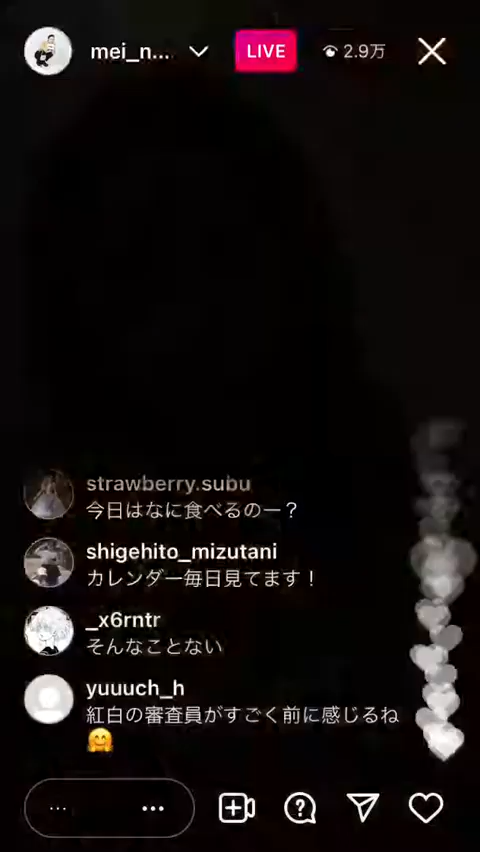 mei_n...
LIVE
2.9万
strawberry.subu
今日はなに食べるのー？
shigehito_mizutani
カレンダー毎日見てます！
_x6rntr
そんなことない
yuuuch_h
紅白の審査員がすごく前に感じるね
🤗